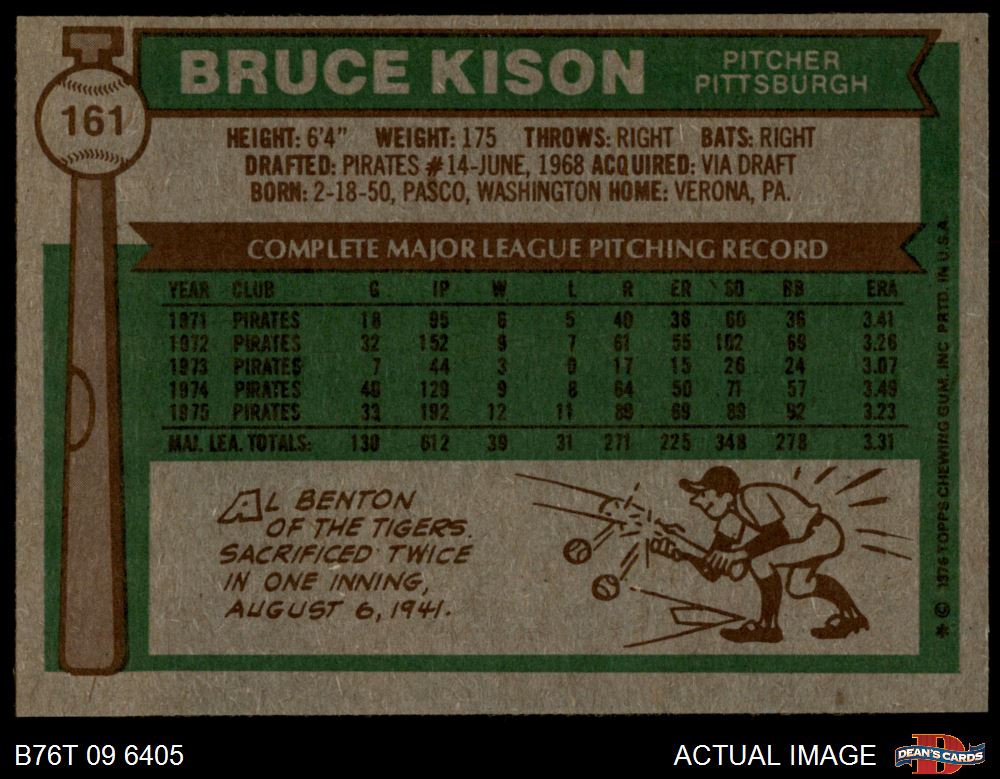 161
BRUCE KISON
PITCHER
PITTSBURGH
HEIGHT: 6'4" WEIGHT: 175 THROWS: RIGHT BATS: RIGHT
DRAFTED: PIRATES #14-JUNE, 1968 ACQUIRED: VIA DRAFT
BORN: 2-18-50, PASCO, WASHINGTON HOME: VERONA, PA.
COMPLETE MAJOR LEAGUE PITCHING RECORD
YEAR CLUB G IP W L R ER SO BB ERA
1971 PIRATES 18 95 6 5 40 36 60 36 3.41
1972 PIRATES 32 152 9 7 61 55 102 69 3.26
1973 PIRATES 7 44 3 0 17 15 26 24 3.07
1974 PIRATES 40 129 9 8 64 50 71 57 3.49
1975 PIRATES 33 192 12 11 89 69 89 92 3.23
MAJ. LEA. TOTALS: 130 612 39 31 271 225 348 278 3.31
AL BENTON
OF THE TIGERS
SACRIFICED TWICE
IN ONE INNING,
AUGUST 6, 1941.
* © 1976 TOPPS CHEWING GUM, INC. PRTD. IN U.S.A.
B76T 09 6405
ACTUAL IMAGE
DEAN'S CARDS